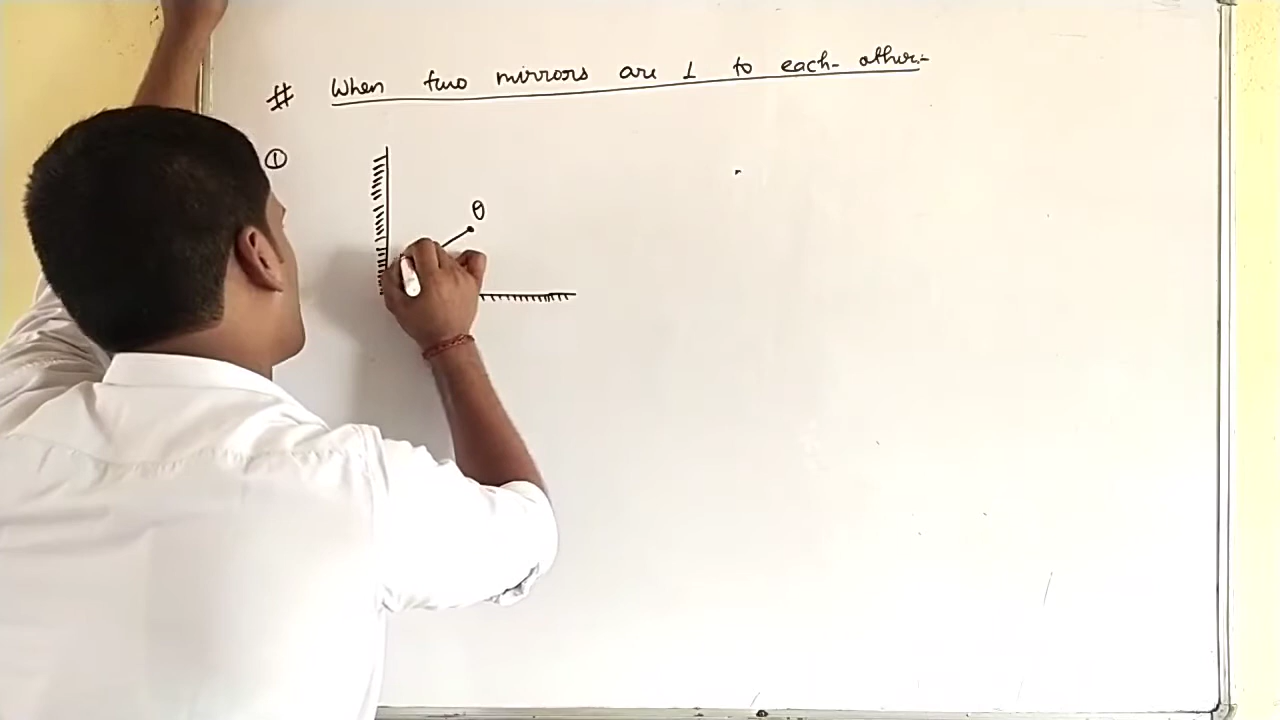 # When two mirrors are ⊥ to each- other:-
①
O